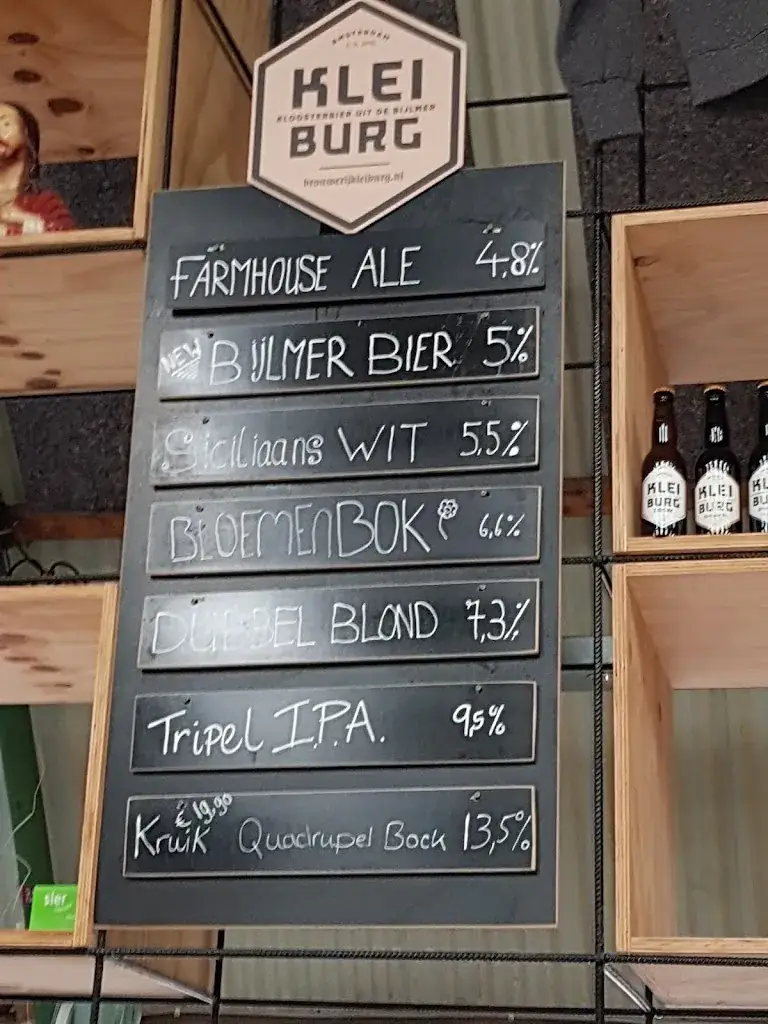 AMSTERDAM
KLEI
KLOOSTERBIER UIT DE BIJLMER
BURG
brouwerijkleiburg.nl
FARMHOUSE ALE 4,8%
NEW BIJLMER BIER 5%
Siciliaans WIT 5,5%
BLOEMENBOK 6,6%
DUBBEL BLOND 7,3%
Tripel I.P.A. 9,5%
€ 19,90
Kruik Quadrupel Bock 13,5%
KLEI
BURG
KLEI
BURG
sler